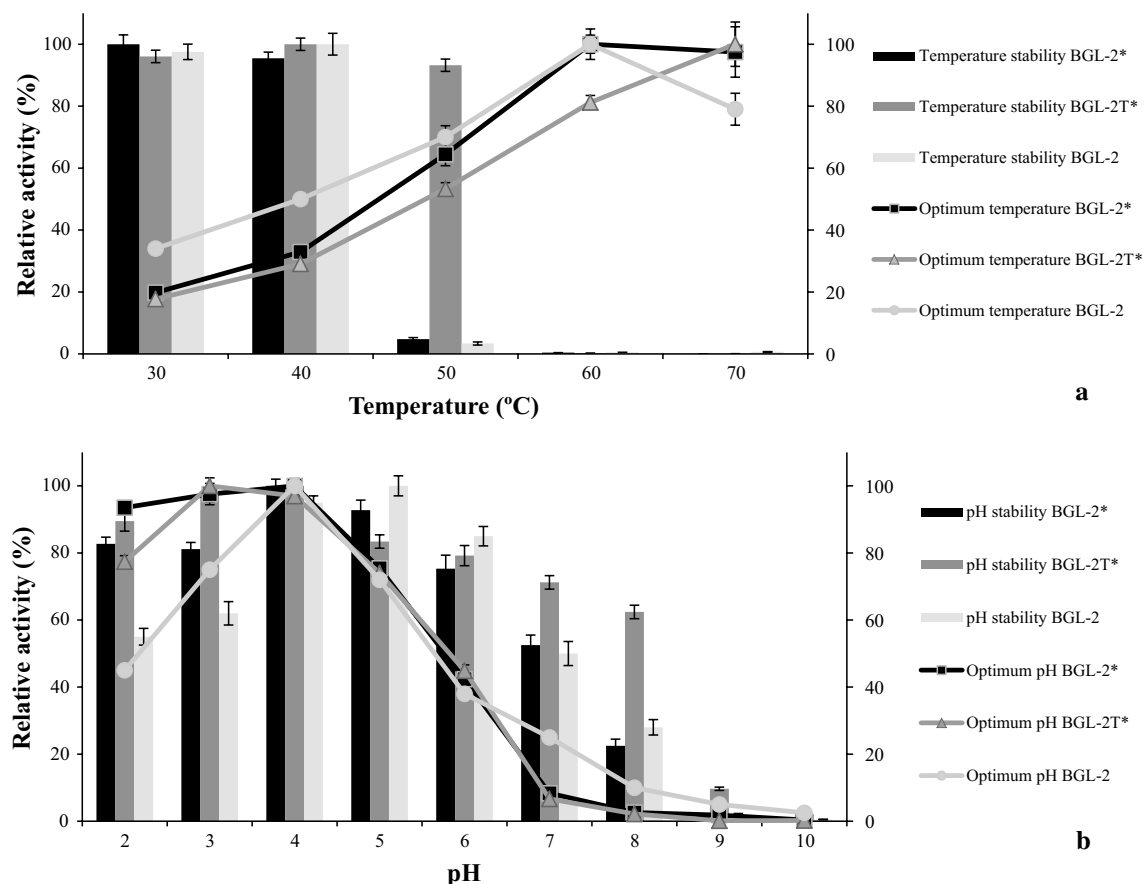 100
80
60
40
20
0
Relative activity (%)
30 40 50 60 70
Temperature (ºC)
100
80
60
40
20
0
Temperature stability BGL-2*
Temperature stability BGL-2T*
Temperature stability BGL-2
Optimum temperature BGL-2*
Optimum temperature BGL-2T*
Optimum temperature BGL-2
a
100
80
60
40
20
0
Relative activity (%)
2 3 4 5 6 7 8 9 10
pH
100
80
60
40
20
0
pH stability BGL-2*
pH stability BGL-2T*
pH stability BGL-2
Optimum pH BGL-2*
Optimum pH BGL-2T*
Optimum pH BGL-2
b